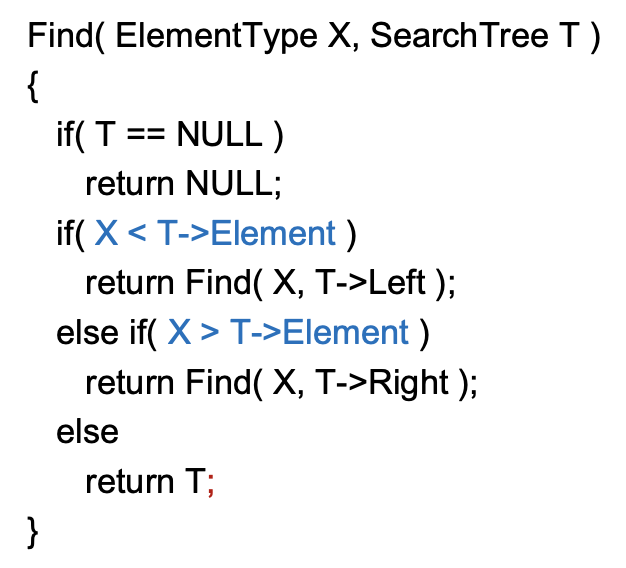 Find( ElementType X, SearchTree T )
{
if( T == NULL )
return NULL;
if( X < T->Element )
return Find( X, T->Left );
else if( X > T->Element )
return Find( X, T->Right );
else
return T;
}